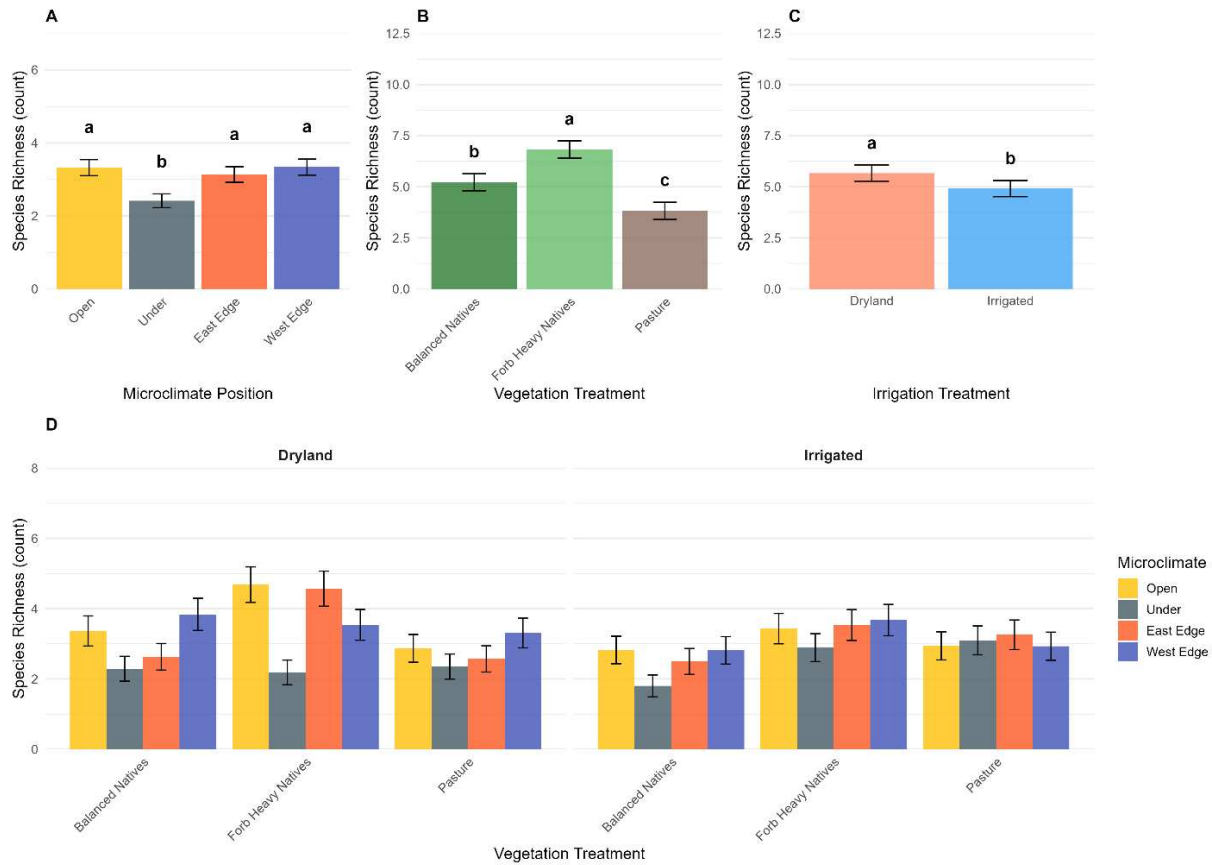 A
Species Richness (count)
6
4
2
0
a
b
a
a
Open
Under
East Edge
West Edge
Microclimate Position
B
Species Richness (count)
12.5
10.0
7.5
5.0
2.5
0.0
b
a
c
Balanced Natives
Forb Heavy Natives
Pasture
Vegetation Treatment
C
Species Richness (count)
12.5
10.0
7.5
5.0
2.5
0.0
a
b
Dryland
Irrigated
Irrigation Treatment
D
Dryland
Irrigated
Species Richness (count)
8
6
4
2
0
Balanced Natives
Forb Heavy Natives
Pasture
Balanced Natives
Forb Heavy Natives
Pasture
Vegetation Treatment
Microclimate
Open
Under
East Edge
West Edge